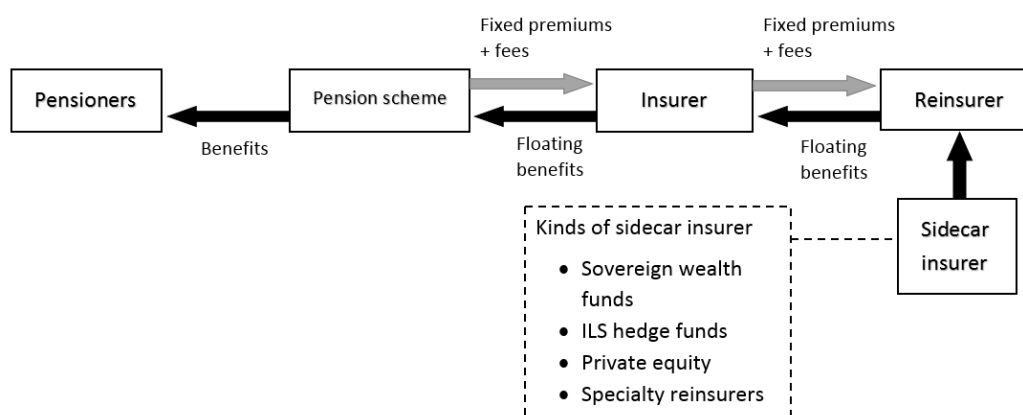 Fixed premiums
+ fees
Fixed premiums
+ fees
Pensioners
Pension scheme
Insurer
Reinsurer
Benefits
Floating
benefits
Floating
benefits
Kinds of sidecar insurer
• Sovereign wealth
funds
• ILS hedge funds
• Private equity
• Specialty reinsurers
Sidecar
insurer